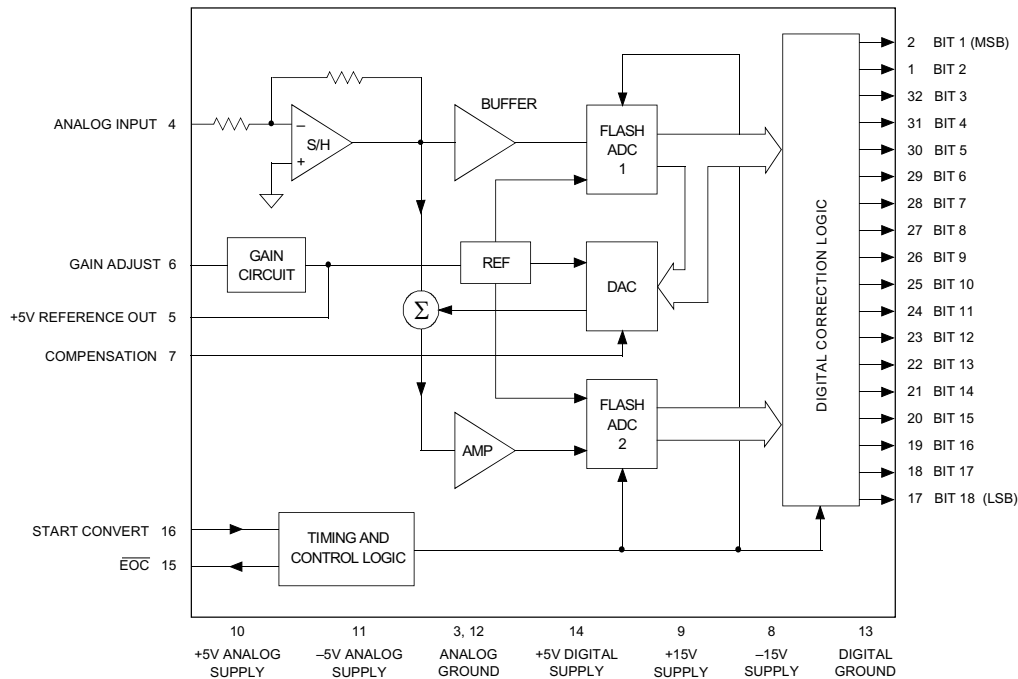 ANALOG INPUT 4
GAIN ADJUST 6
+5V REFERENCE OUT 5
COMPENSATION 7
START CONVERT 16
EOC 15
−
S/H
+
BUFFER
FLASH
ADC
1
GAIN
CIRCUIT
REF
DAC
Σ
AMP
FLASH
ADC
2
TIMING AND
CONTROL LOGIC
DIGITAL CORRECTION LOGIC
2 BIT 1 (MSB)
1 BIT 2
32 BIT 3
31 BIT 4
30 BIT 5
29 BIT 6
28 BIT 7
27 BIT 8
26 BIT 9
25 BIT 10
24 BIT 11
23 BIT 12
22 BIT 13
21 BIT 14
20 BIT 15
19 BIT 16
18 BIT 17
17 BIT 18 (LSB)
10
+5V ANALOG
SUPPLY
11
–5V ANALOG
SUPPLY
3, 12
ANALOG
GROUND
14
+5V DIGITAL
SUPPLY
9
+15V
SUPPLY
8
–15V
SUPPLY
13
DIGITAL
GROUND